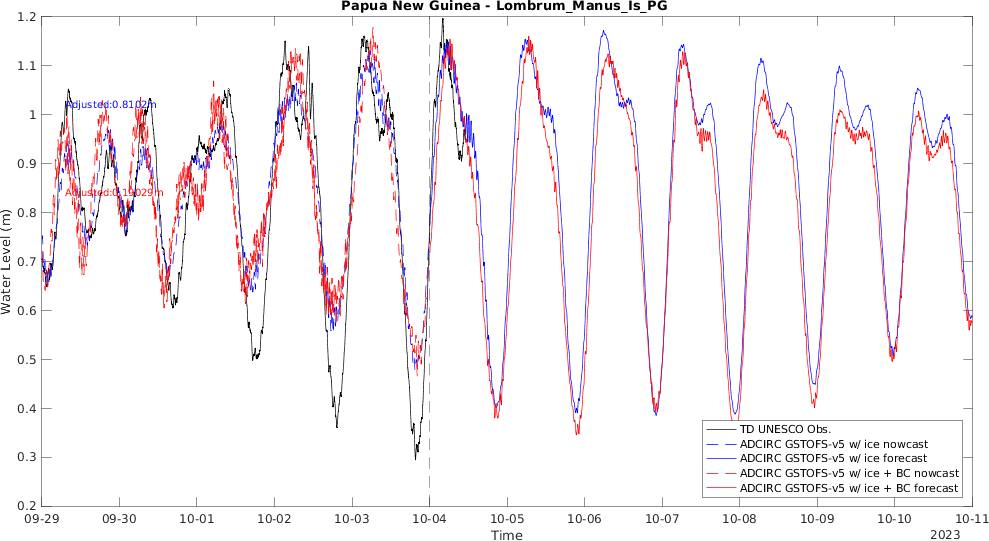 Papua New Guinea - Lombrum_Manus_Is_PG
1.2
1.1
1
0.9
0.8
0.7
0.6
0.5
0.4
0.3
0.2
Water Level (m)
Adjusted:0.8102m
Adjusted:0.19029m
TD UNESCO Obs.
ADCIRC GSTOFS-v5 w/ ice nowcast
ADCIRC GSTOFS-v5 w/ ice forecast
ADCIRC GSTOFS-v5 w/ ice + BC nowcast
ADCIRC GSTOFS-v5 w/ ice + BC forecast
09-29 09-30 10-01 10-02 10-03 10-04 10-05 10-06 10-07 10-08 10-09 10-10 10-11
Time
2023